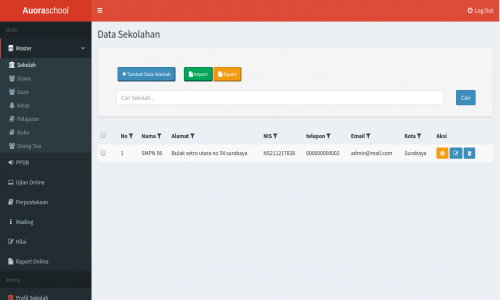 Auoraschool
Log Out
MENU
Master
Sekolah
Siswa
Guru
Kelas
Pelajaran
Buku
Orang Tua
PPDB
Ujian Online
Perpustakaan
Mading
Nilai
Raport Online
Setting
Profil Sekolah
Data Sekolahan
Tambah Data Sekolah
Import
Export
Cari Sekolah...
Cari
No Nama Alamat NIS telepon Email Kota Aksi
1 SMPN 56 Bulak setro utara no 54 surabaya NS211217838 000000000002 admin@mail.com Surabaya